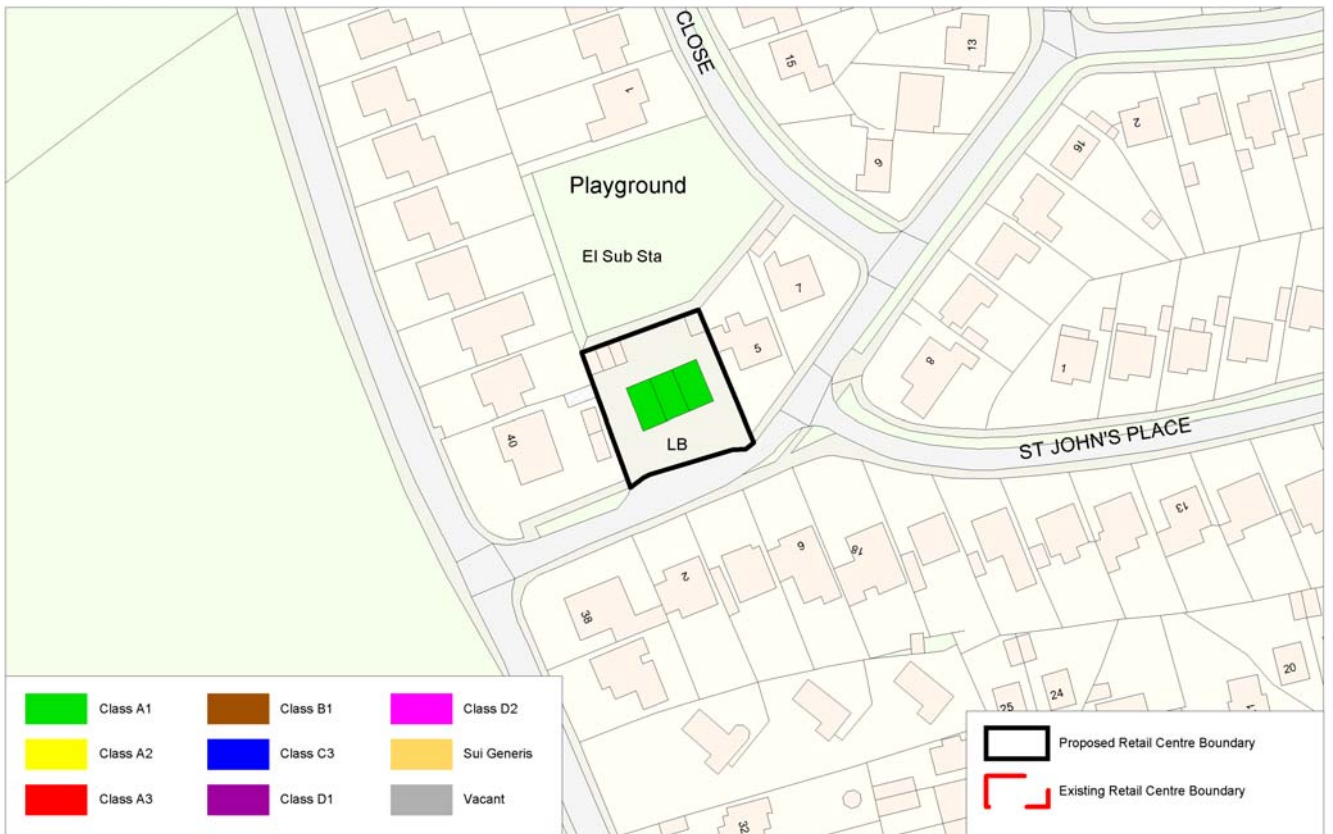 CLOSE
13
15
1
2
16
6
Playground
El Sub Sta
7
5
8
1
40
LB
ST JOHN'S PLACE
13
6
18
2
38
20
24
25
32
Class A1
Class B1
Class D2
Class A2
Class C3
Sui Generis
Class A3
Class D1
Vacant
Proposed Retail Centre Boundary
Existing Retail Centre Boundary